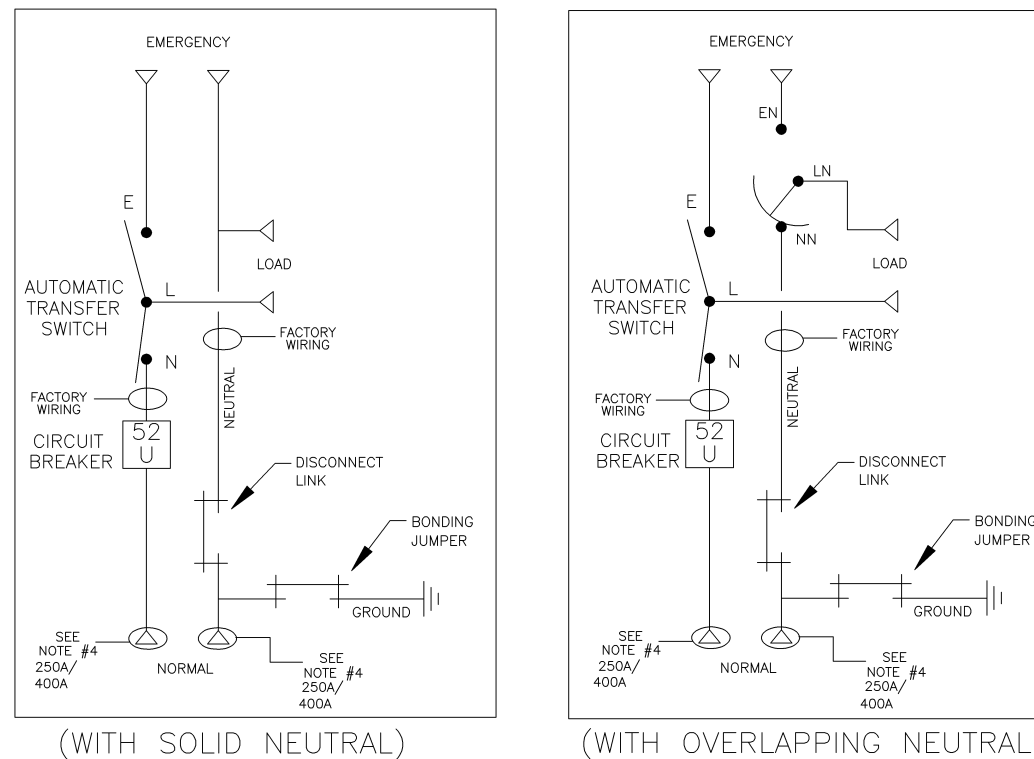 EMERGENCY
E
LOAD
AUTOMATIC
TRANSFER
SWITCH
L
FACTORY
WIRING
N
NEUTRAL
FACTORY
WIRING
CIRCUIT
BREAKER
52
U
DISCONNECT
LINK
BONDING
JUMPER
GROUND
SEE
NOTE #4
250A/
400A
NORMAL
SEE
NOTE #4
250A/
400A
(WITH SOLID NEUTRAL)
EMERGENCY
EN
LN
E
NN
LOAD
AUTOMATIC
TRANSFER
SWITCH
L
FACTORY
WIRING
N
NEUTRAL
FACTORY
WIRING
CIRCUIT
BREAKER
52
U
DISCONNECT
LINK
BONDING
JUMPER
GROUND
SEE
NOTE #4
250A/
400A
NORMAL
SEE
NOTE #4
250A/
400A
(WITH OVERLAPPING NEUTRAL